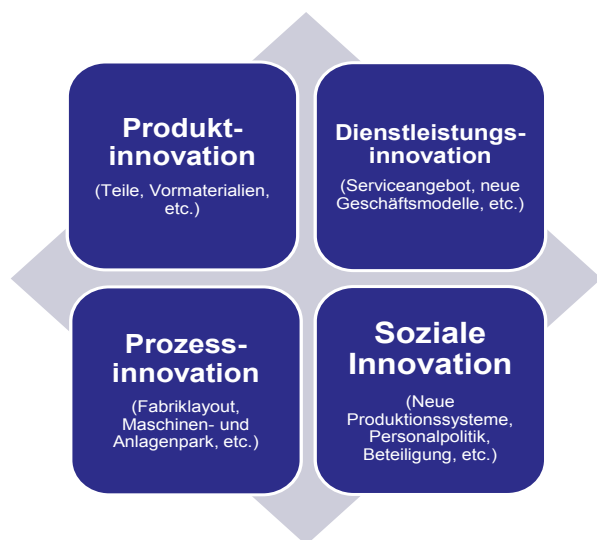 Produkt-
innovation
(Teile, Vormaterialien,
etc.)
Dienstleistungs-
innovation
(Serviceangebot, neue
Geschäftsmodelle, etc.)
Prozess-
innovation
(Fabriklayout,
Maschinen- und
Anlagenpark, etc.)
Soziale
Innovation
(Neue
Produktionssysteme,
Personalpolitik,
Beteiligung, etc.)